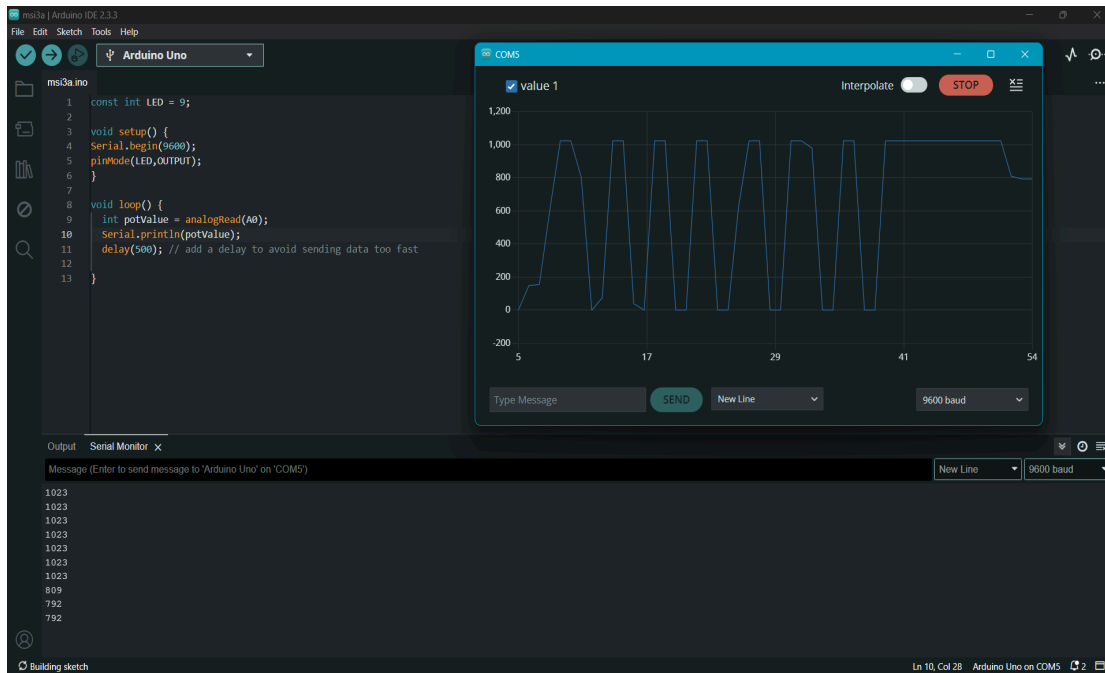 msi3a | Arduino IDE 2.3.3
File Edit Sketch Tools Help
Arduino Uno
msi3a.ino
1 const int LED = 9;
2
3 void setup() {
4 Serial.begin(9600);
5 pinMode(LED,OUTPUT);
6 }
7
8 void loop() {
9 int potValue = analogRead(A0);
10 Serial.println(potValue);
11 delay(500); // add a delay to avoid sending data too fast
12
13 }
COM5
value 1
Interpolate
STOP
1,200
1,000
800
600
400
200
0
-200
5 17 29 41 54
Type Message
SEND
New Line
9600 baud
Output Serial Monitor
Message (Enter to send message to 'Arduino Uno' on 'COM5')
New Line
9600 baud
1023
1023
1023
1023
1023
1023
1023
809
792
792
Building sketch
Ln 10, Col 28 Arduino Uno on COM5 2